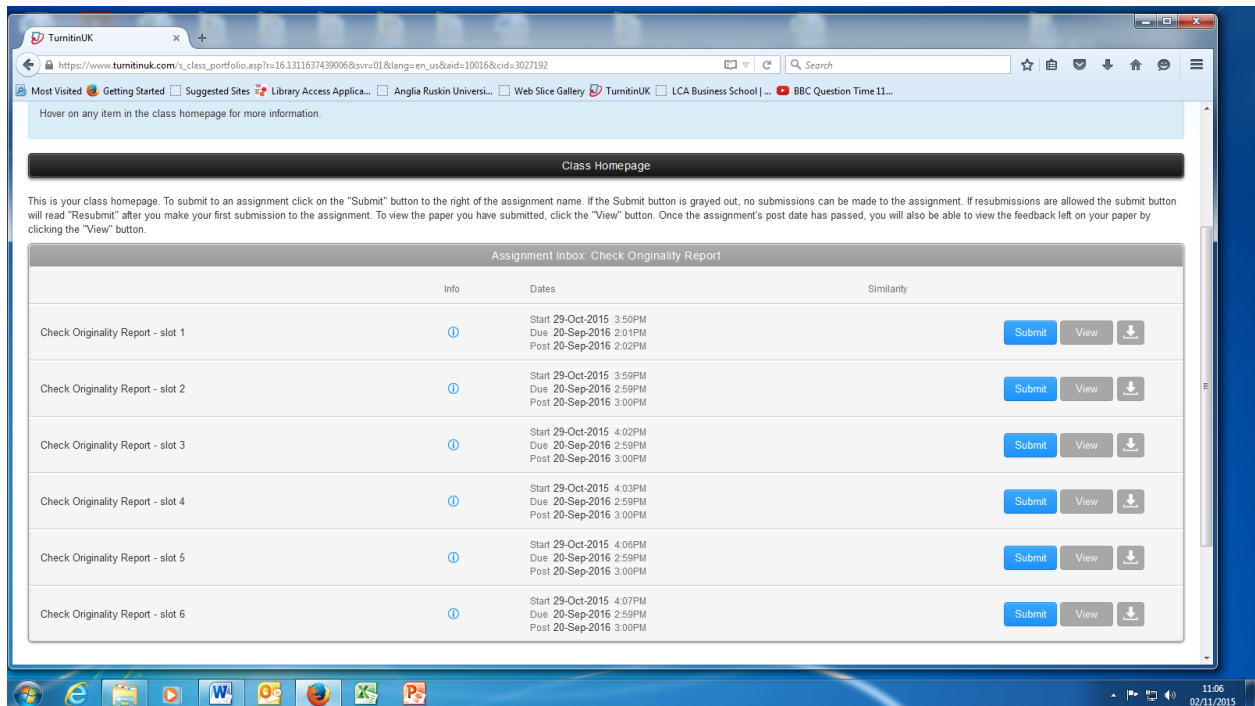 TurnitinUK
https://www.turnitinuk.com/s_class_portfolio.asp?r=16.1311637439006&svr=01&lang=en_us&aid=10016&cid=3027192
Search
Most Visited Getting Started Suggested Sites Library Access Applica... Anglia Ruskin Universi... Web Slice Gallery TurnitinUK LCA Business School | ... BBC Question Time 11...
Hover on any item in the class homepage for more information.
Class Homepage
This is your class homepage. To submit to an assignment click on the "Submit" button to the right of the assignment name. If the Submit button is grayed out, no submissions can be made to the assignment. If resubmissions are allowed the submit button
will read "Resubmit" after you make your first submission to the assignment. To view the paper you have submitted, click the "View" button. Once the assignment's post date has passed, you will also be able to view the feedback left on your paper by
clicking the "View" button.
Assignment Inbox: Check Originality Report
Info Dates Similarity
Start 29-Oct-2015 3:50PM
Check Originality Report - slot 1 Due 20-Sep-2016 2:01PM Submit View
Post 20-Sep-2016 2:02PM
Start 29-Oct-2015 3:59PM
Check Originality Report - slot 2 Due 20-Sep-2016 2:59PM Submit View
Post 20-Sep-2016 3:00PM
Start 29-Oct-2015 4:02PM
Check Originality Report - slot 3 Due 20-Sep-2016 2:59PM Submit View
Post 20-Sep-2016 3:00PM
Start 29-Oct-2015 4:03PM
Check Originality Report - slot 4 Due 20-Sep-2016 2:59PM Submit View
Post 20-Sep-2016 3:00PM
Start 29-Oct-2015 4:06PM
Check Originality Report - slot 5 Due 20-Sep-2016 2:59PM Submit View
Post 20-Sep-2016 3:00PM
Start 29-Oct-2015 4:07PM
Check Originality Report - slot 6 Due 20-Sep-2016 2:59PM Submit View
Post 20-Sep-2016 3:00PM
11:06
02/11/2015